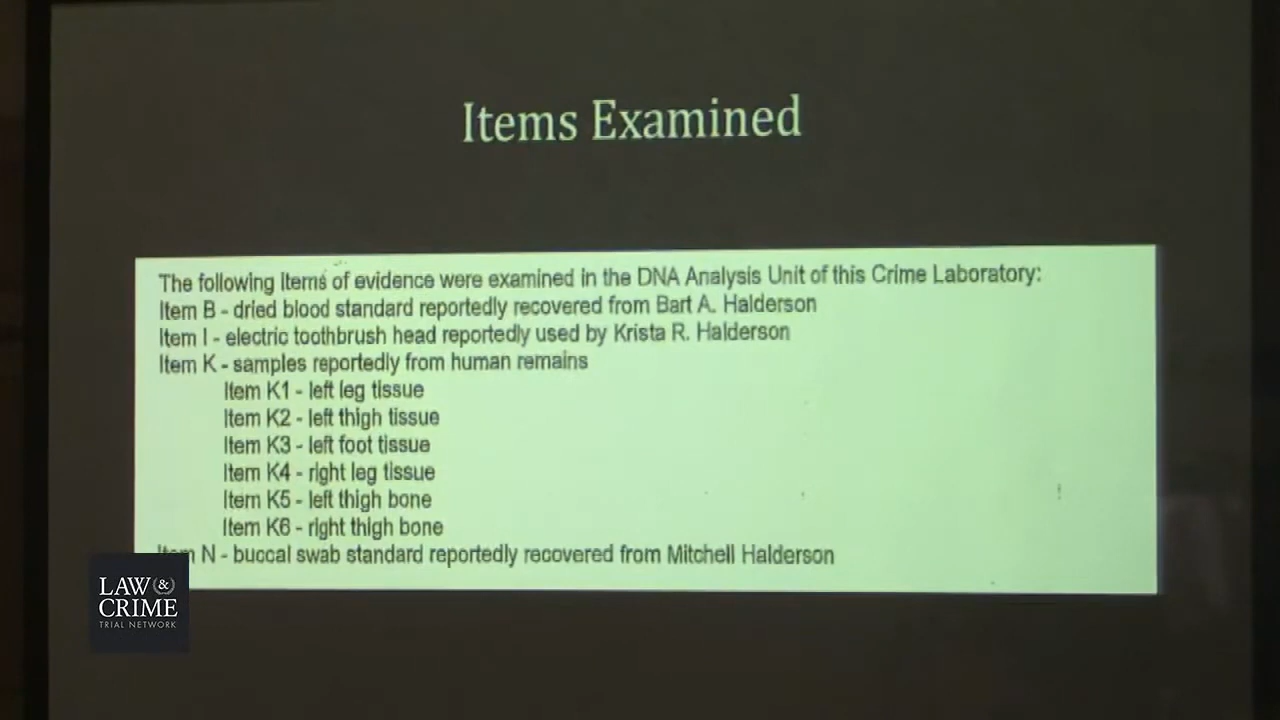 Items Examined
The following Items of evidence were examined in the DNA Analysis Unit of this Crime Laboratory:
Item B - dried blood standard reportedly recovered from Bart A. Halderson
Item I - electric toothbrush head reportedly used by Krista R. Halderson
Item K - samples reportedly from human remains
Item K1 - left leg tissue
Item K2 - left thigh tissue
Item K3 - left foot tissue
Item K4 - right leg tissue
Item K5 - left thigh bone
Item K6 - right thigh bone
Item N - buccal swab standard reportedly recovered from Mitchell Halderson
LAW &
CRIME
TRIAL NETWORK